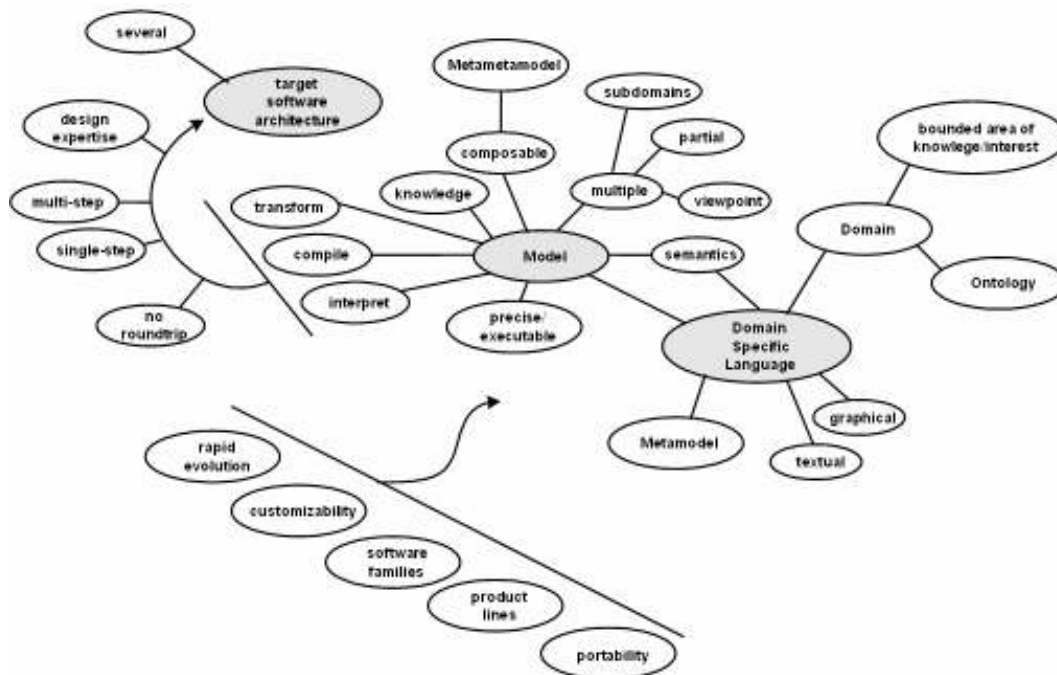 several
target
software
architecture
Metametamodel
subdomains
design
expertise
partial
bounded area of
knowlege/interest
composable
multi-step
knowledge
multiple
viewpoint
transform
Domain
single-step
compile
Model
semantics
interpret
Ontology
no
roundtrip
precise/
executable
Domain
Specific
Language
graphical
Metamodel
textual
rapid
evolution
customizability
software
families
product
lines
portability